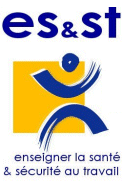 es&st
enseigner la santé
& sécurité au travail